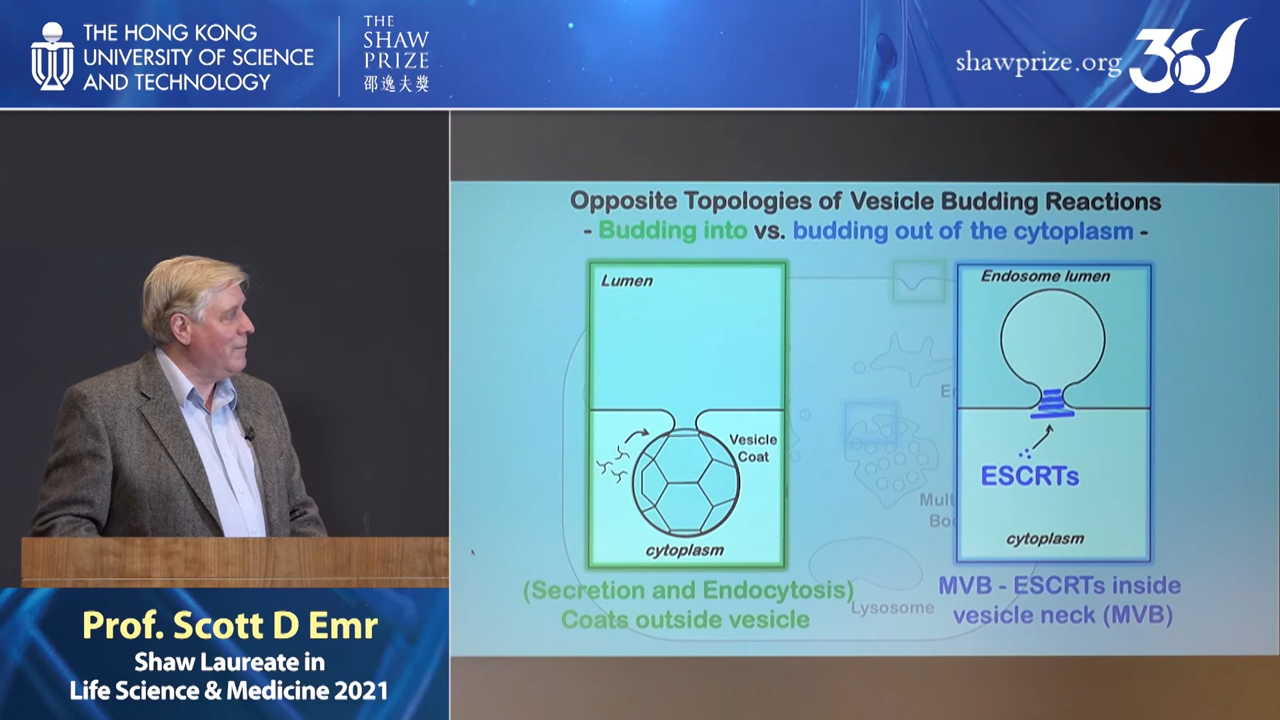 THE HONG KONG
UNIVERSITY OF SCIENCE
AND TECHNOLOGY
THE
SHAW
PRIZE
邵逸夫獎
shawprize.org
30
Opposite Topologies of Vesicle Budding Reactions
- Budding into vs. budding out of the cytoplasm -
Lumen
Vesicle
Coat
cytoplasm
(Secretion and Endocytosis)
Coats outside vesicle
Endosome lumen
ESCRTs
cytoplasm
MVB - ESCRTs inside
vesicle neck (MVB)
Lysosome
Prof. Scott D Emr
Shaw Laureate in
Life Science & Medicine 2021